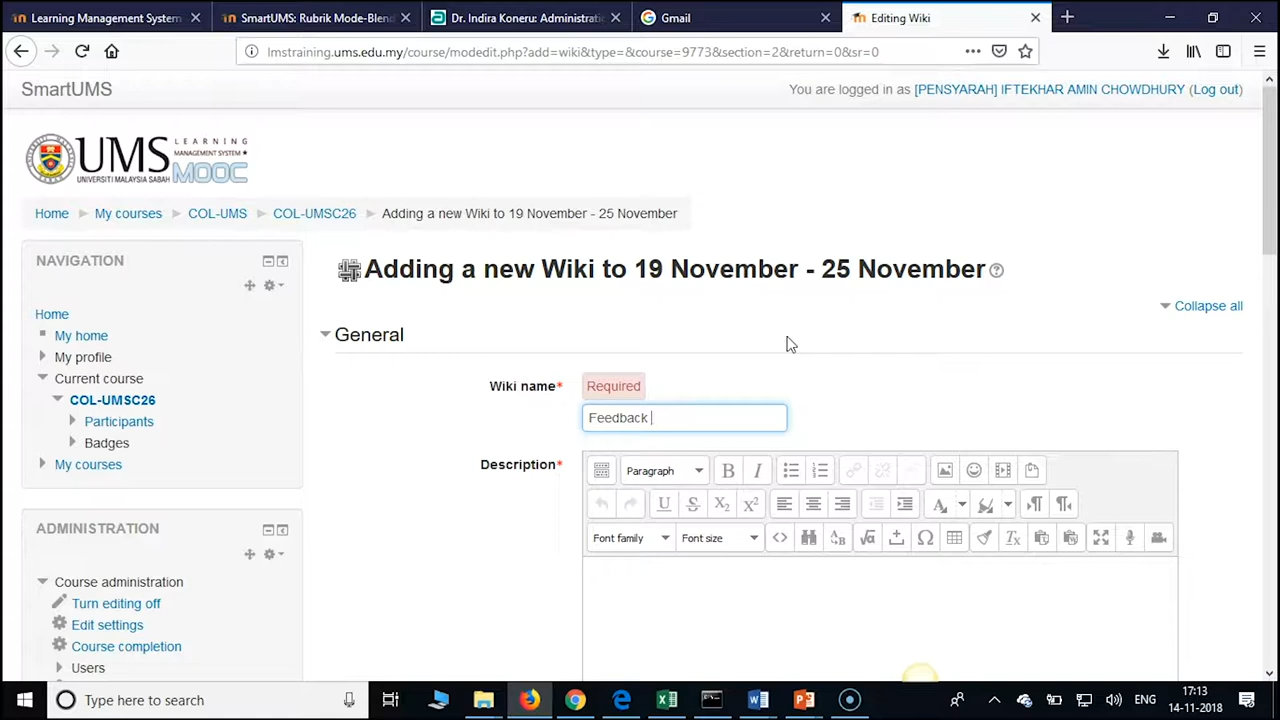 Learning Management System
SmartUMS: Rubrik Mode-Blen
Dr. Indira Koneru: Administrati
Gmail
Editing Wiki
lmstraining.ums.edu.my/course/modedit.php?add=wiki&type=&course=9773&section=2&return=0&sr=0
SmartUMS
You are logged in as [PENSYARAH] IFTEKHAR AMIN CHOWDHURY (Log out)
UMS
LEARNING
MANAGEMENT SYSTEM
MOOC
UNIVERSITI MALAYSIA SABAH
Home
My courses
COL-UMS
COL-UMSC26
Adding a new Wiki to 19 November - 25 November
NAVIGATION
Home
My home
My profile
Current course
COL-UMSC26
Participants
Badges
My courses
ADMINISTRATION
Course administration
Turn editing off
Edit settings
Course completion
Users
Adding a new Wiki to 19 November - 25 November
Collapse all
General
Wiki name*
Required
Feedback
Description*
Paragraph
Font family
Font size
Type here to search
ENG
17:13
14-11-2018